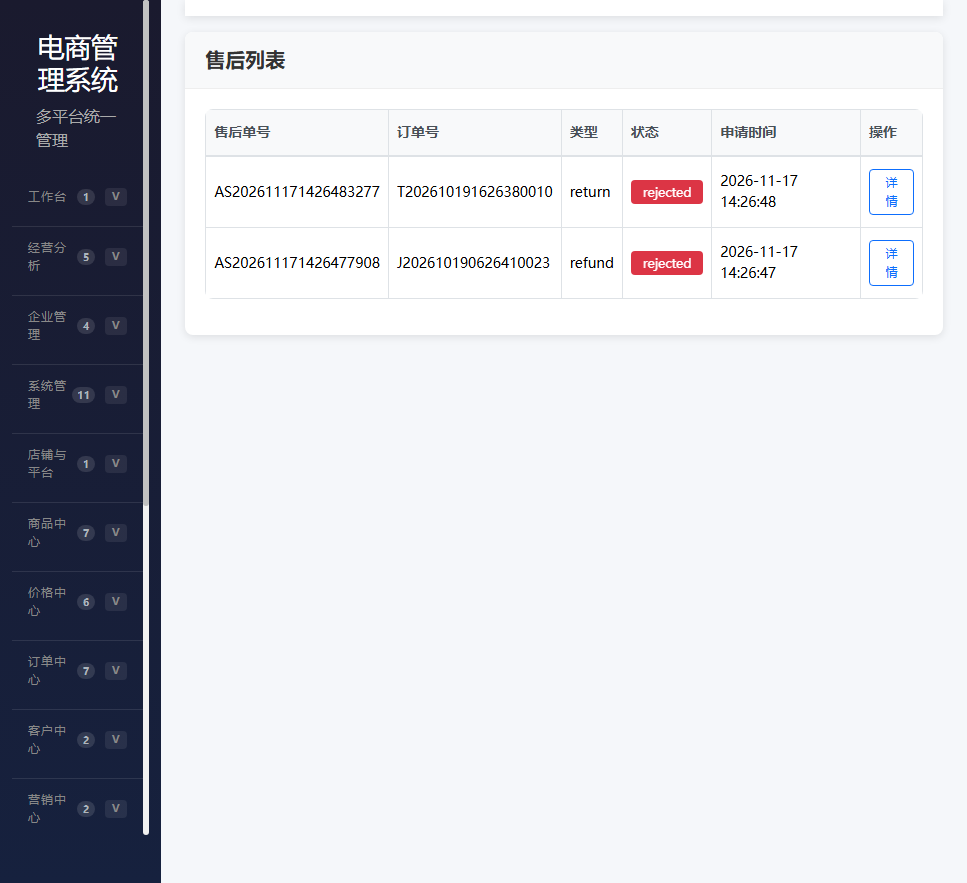 电商管
理系统
多平台统一
管理
工作台 1 V
经营分
析 5 V
企业管
理 4 V
系统管
理 11 V
店铺与
平台 1 V
商品中
心 7 V
价格中
心 6 V
订单中
心 7 V
客户中
心 2 V
营销中
心 2 V
售后列表
售后单号 订单号 类型 状态 申请时间 操作
AS202611171426483277 T202610191626380010 return rejected 2026-11-17
14:26:48 详
情
AS202611171426477908 J202610190626410023 refund rejected 2026-11-17
14:26:47 详
情